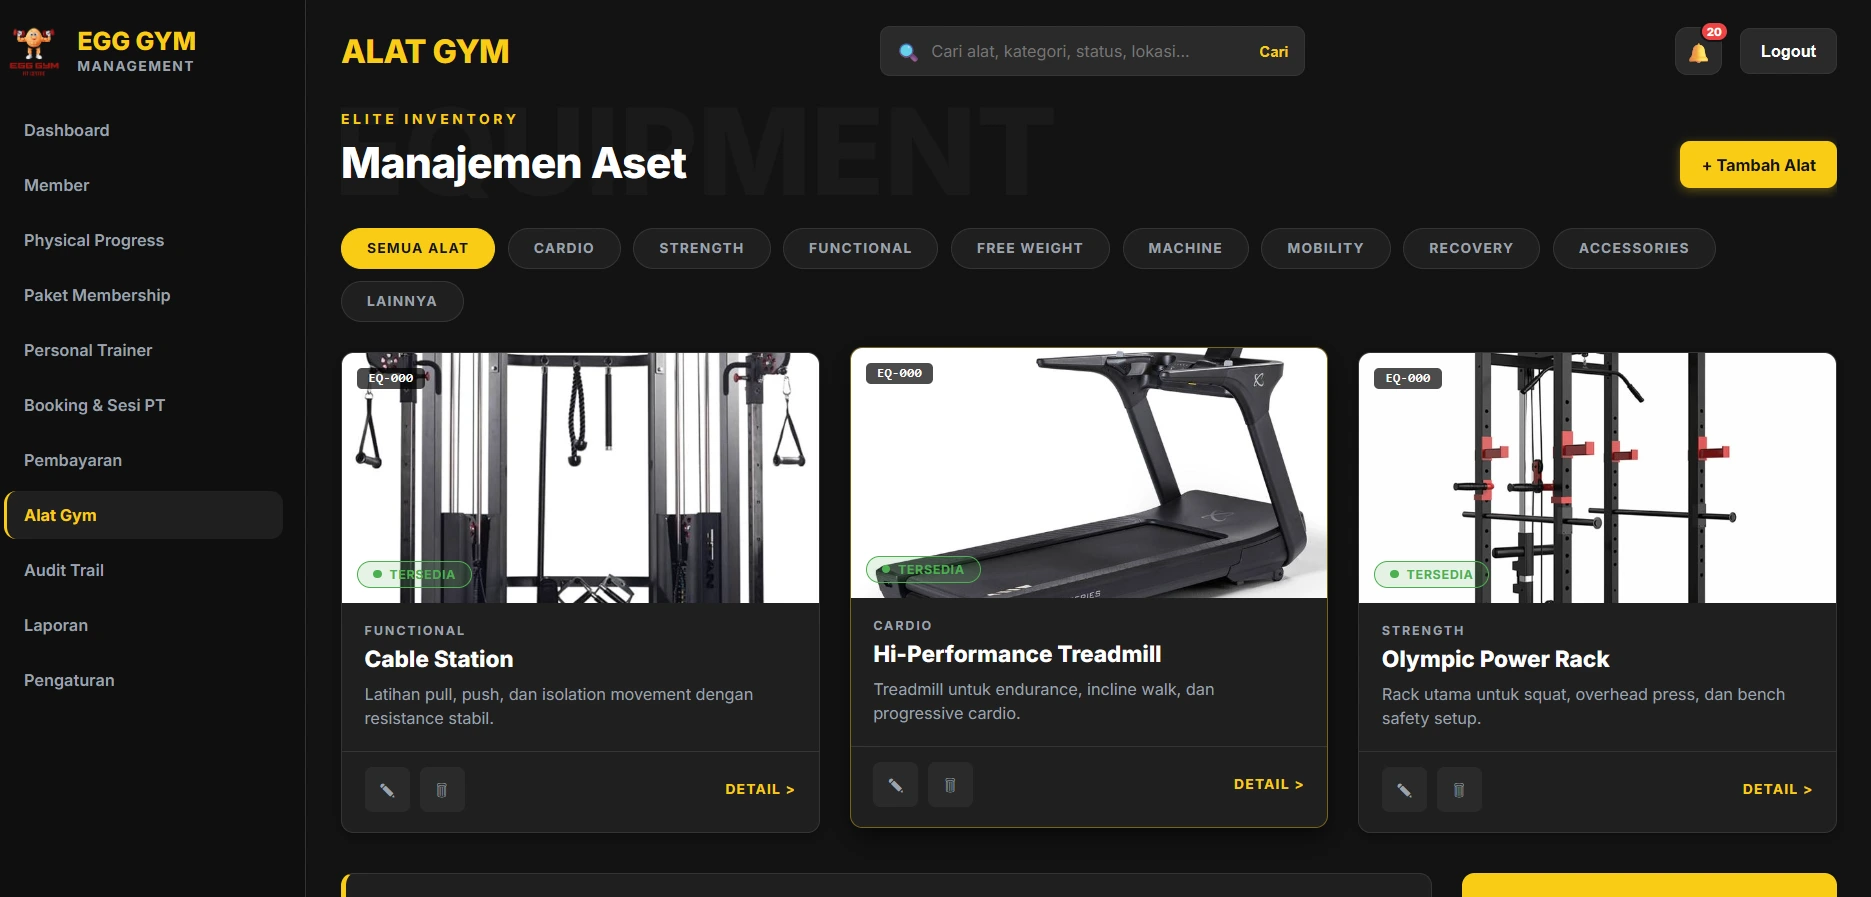 EGG GYM
MANAGEMENT
EGG GYM
Dashboard
Member
Physical Progress
Paket Membership
Personal Trainer
Booking & Sesi PT
Pembayaran
Alat Gym
Audit Trail
Laporan
Pengaturan
ALAT GYM
Cari alat, kategori, status, lokasi...
Cari
20
Logout
EQUIPMENT
ELITE INVENTORY
Manajemen Aset
+ Tambah Alat
SEMUA ALAT
CARDIO
STRENGTH
FUNCTIONAL
FREE WEIGHT
MACHINE
MOBILITY
RECOVERY
ACCESSORIES
LAINNYA
EQ-000
TERSEDIA
FUNCTIONAL
Cable Station
Latihan pull, push, dan isolation movement dengan
resistance stabil.
DETAIL >
EQ-000
TERSEDIA
CARDIO
Hi-Performance Treadmill
Treadmill untuk endurance, incline walk, dan
progressive cardio.
DETAIL >
EQ-000
TERSEDIA
STRENGTH
Olympic Power Rack
Rack utama untuk squat, overhead press, dan bench
safety setup.
DETAIL >